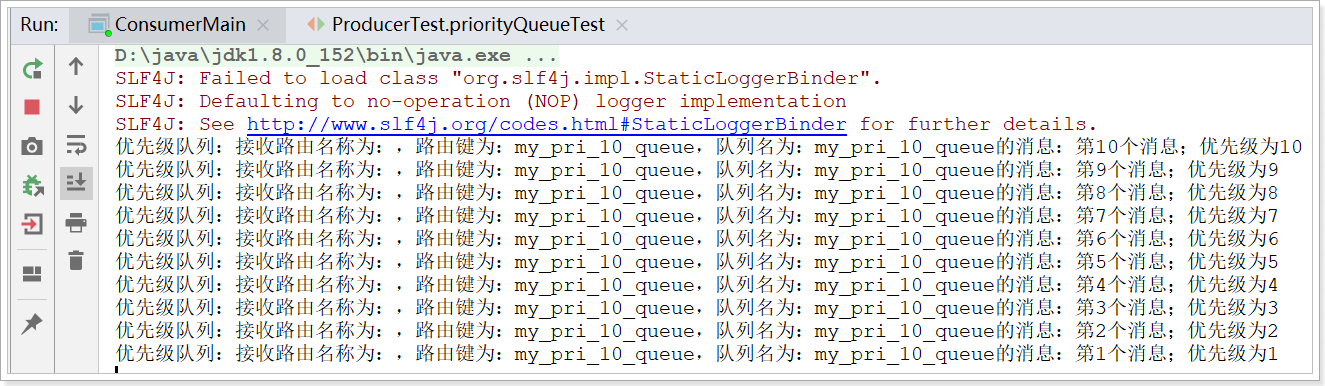 Run: ConsumerMain ProducerTest.priorityQueueTest
D:\java\jdk1.8.0_152\bin\java.exe ...
SLF4J: Failed to load class "org.slf4j.impl.StaticLoggerBinder".
SLF4J: Defaulting to no-operation (NOP) logger implementation
SLF4J: See http://www.slf4j.org/codes.html#StaticLoggerBinder for further details.
优先级队列：接收路由名称为：，路由键为：my_pri_10_queue，队列名为：my_pri_10_queue的消息：第10个消息；优先级为10
优先级队列：接收路由名称为：，路由键为：my_pri_10_queue，队列名为：my_pri_10_queue的消息：第9个消息；优先级为9
优先级队列：接收路由名称为：，路由键为：my_pri_10_queue，队列名为：my_pri_10_queue的消息：第8个消息；优先级为8
优先级队列：接收路由名称为：，路由键为：my_pri_10_queue，队列名为：my_pri_10_queue的消息：第7个消息；优先级为7
优先级队列：接收路由名称为：，路由键为：my_pri_10_queue，队列名为：my_pri_10_queue的消息：第6个消息；优先级为6
优先级队列：接收路由名称为：，路由键为：my_pri_10_queue，队列名为：my_pri_10_queue的消息：第5个消息；优先级为5
优先级队列：接收路由名称为：，路由键为：my_pri_10_queue，队列名为：my_pri_10_queue的消息：第4个消息；优先级为4
优先级队列：接收路由名称为：，路由键为：my_pri_10_queue，队列名为：my_pri_10_queue的消息：第3个消息；优先级为3
优先级队列：接收路由名称为：，路由键为：my_pri_10_queue，队列名为：my_pri_10_queue的消息：第2个消息；优先级为2
优先级队列：接收路由名称为：，路由键为：my_pri_10_queue，队列名为：my_pri_10_queue的消息：第1个消息；优先级为1